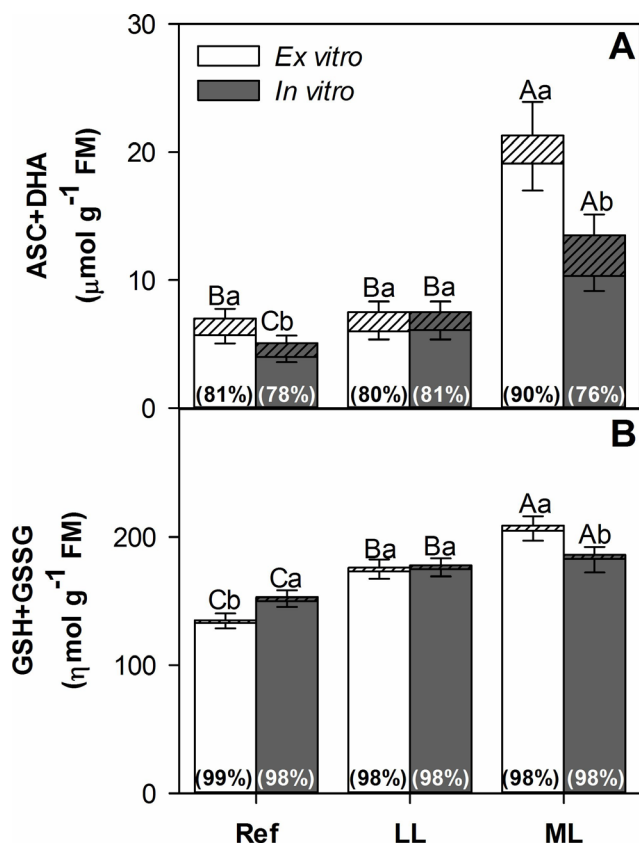 30
A
Ex vitro
In vitro
Aa
20
Ab
ASC+DHA
(μmol g-1 FM)
10
Ba
Cb
Ba
Ba
(81%)
(78%)
(80%)
(81%)
(90%)
(76%)
0
B
Aa
Ab
200
Ba
Ba
Cb
Ca
GSH+GSSG
(ηmol g-1 FM)
100
(99%)
(98%)
(98%)
(98%)
(98%)
(98%)
0
Ref
LL
ML